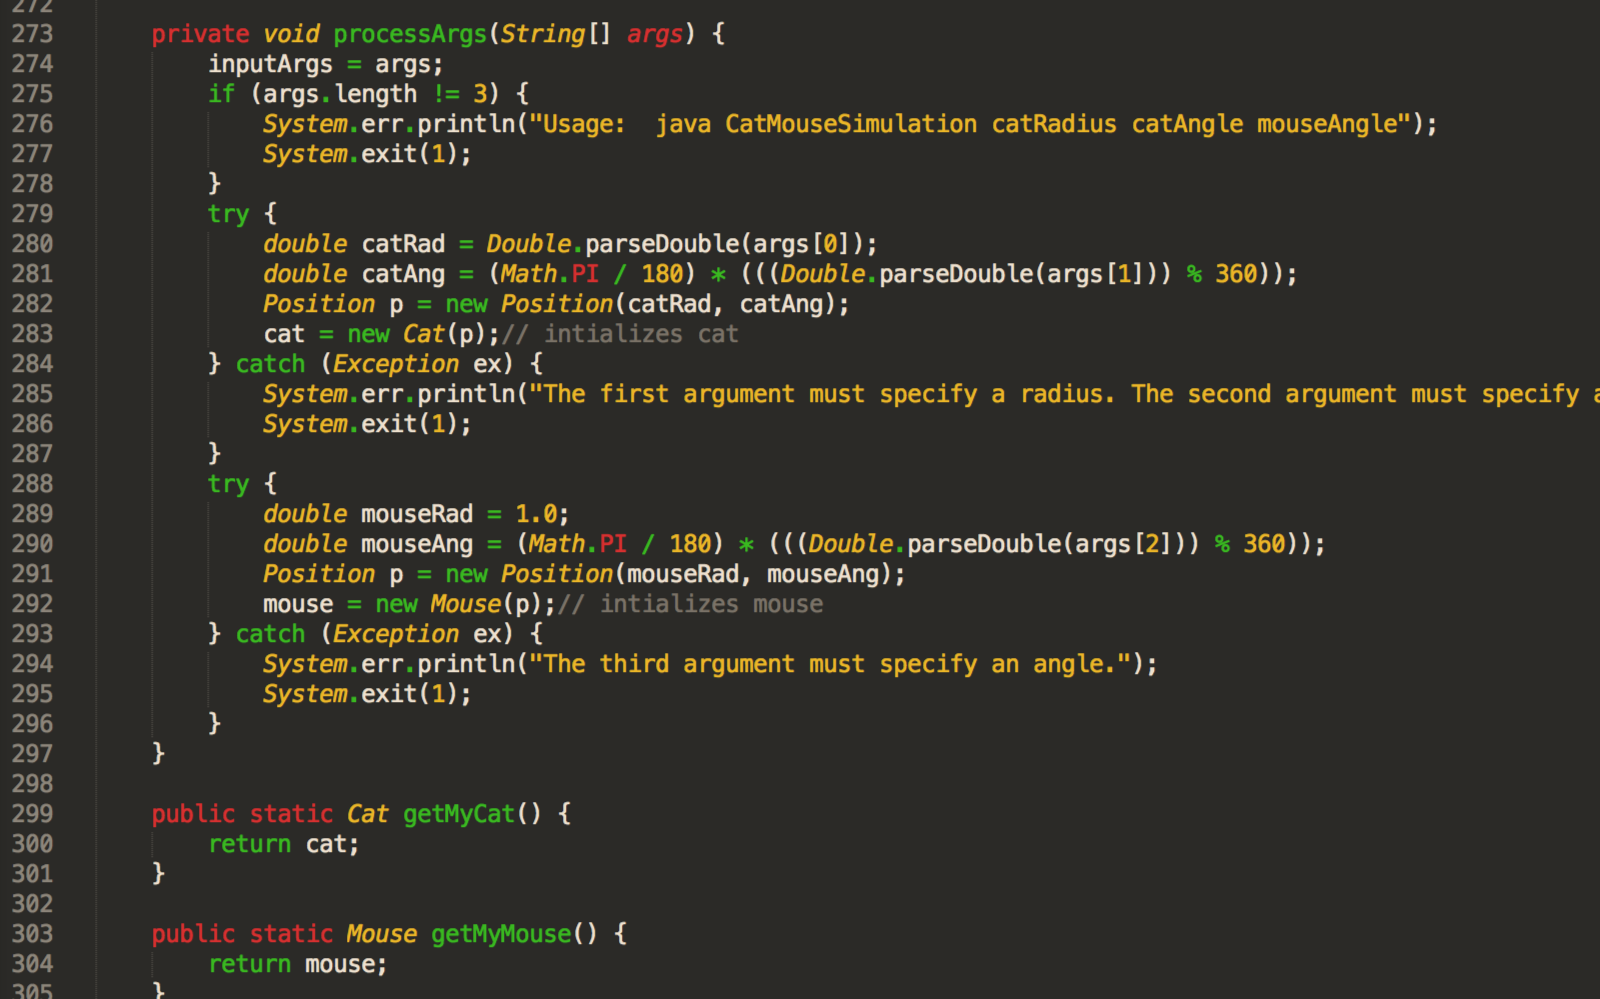 272
273 private void processArgs(String[] args) {
274 inputArgs = args;
275 if (args.length != 3) {
276 System.err.println("Usage:  java CatMouseSimulation catRadius catAngle mouseAngle");
277 System.exit(1);
278 }
279 try {
280 double catRad = Double.parseDouble(args[0]);
281 double catAng = (Math.PI / 180) * (((Double.parseDouble(args[1])) % 360));
282 Position p = new Position(catRad, catAng);
283 cat = new Cat(p);// intializes cat
284 } catch (Exception ex) {
285 System.err.println("The first argument must specify a radius. The second argument must specify a
286 System.exit(1);
287 }
288 try {
289 double mouseRad = 1.0;
290 double mouseAng = (Math.PI / 180) * (((Double.parseDouble(args[2])) % 360));
291 Position p = new Position(mouseRad, mouseAng);
292 mouse = new Mouse(p);// intializes mouse
293 } catch (Exception ex) {
294 System.err.println("The third argument must specify an angle.");
295 System.exit(1);
296 }
297 }
298
299 public static Cat getMyCat() {
300 return cat;
301 }
302
303 public static Mouse getMyMouse() {
304 return mouse;
305 }